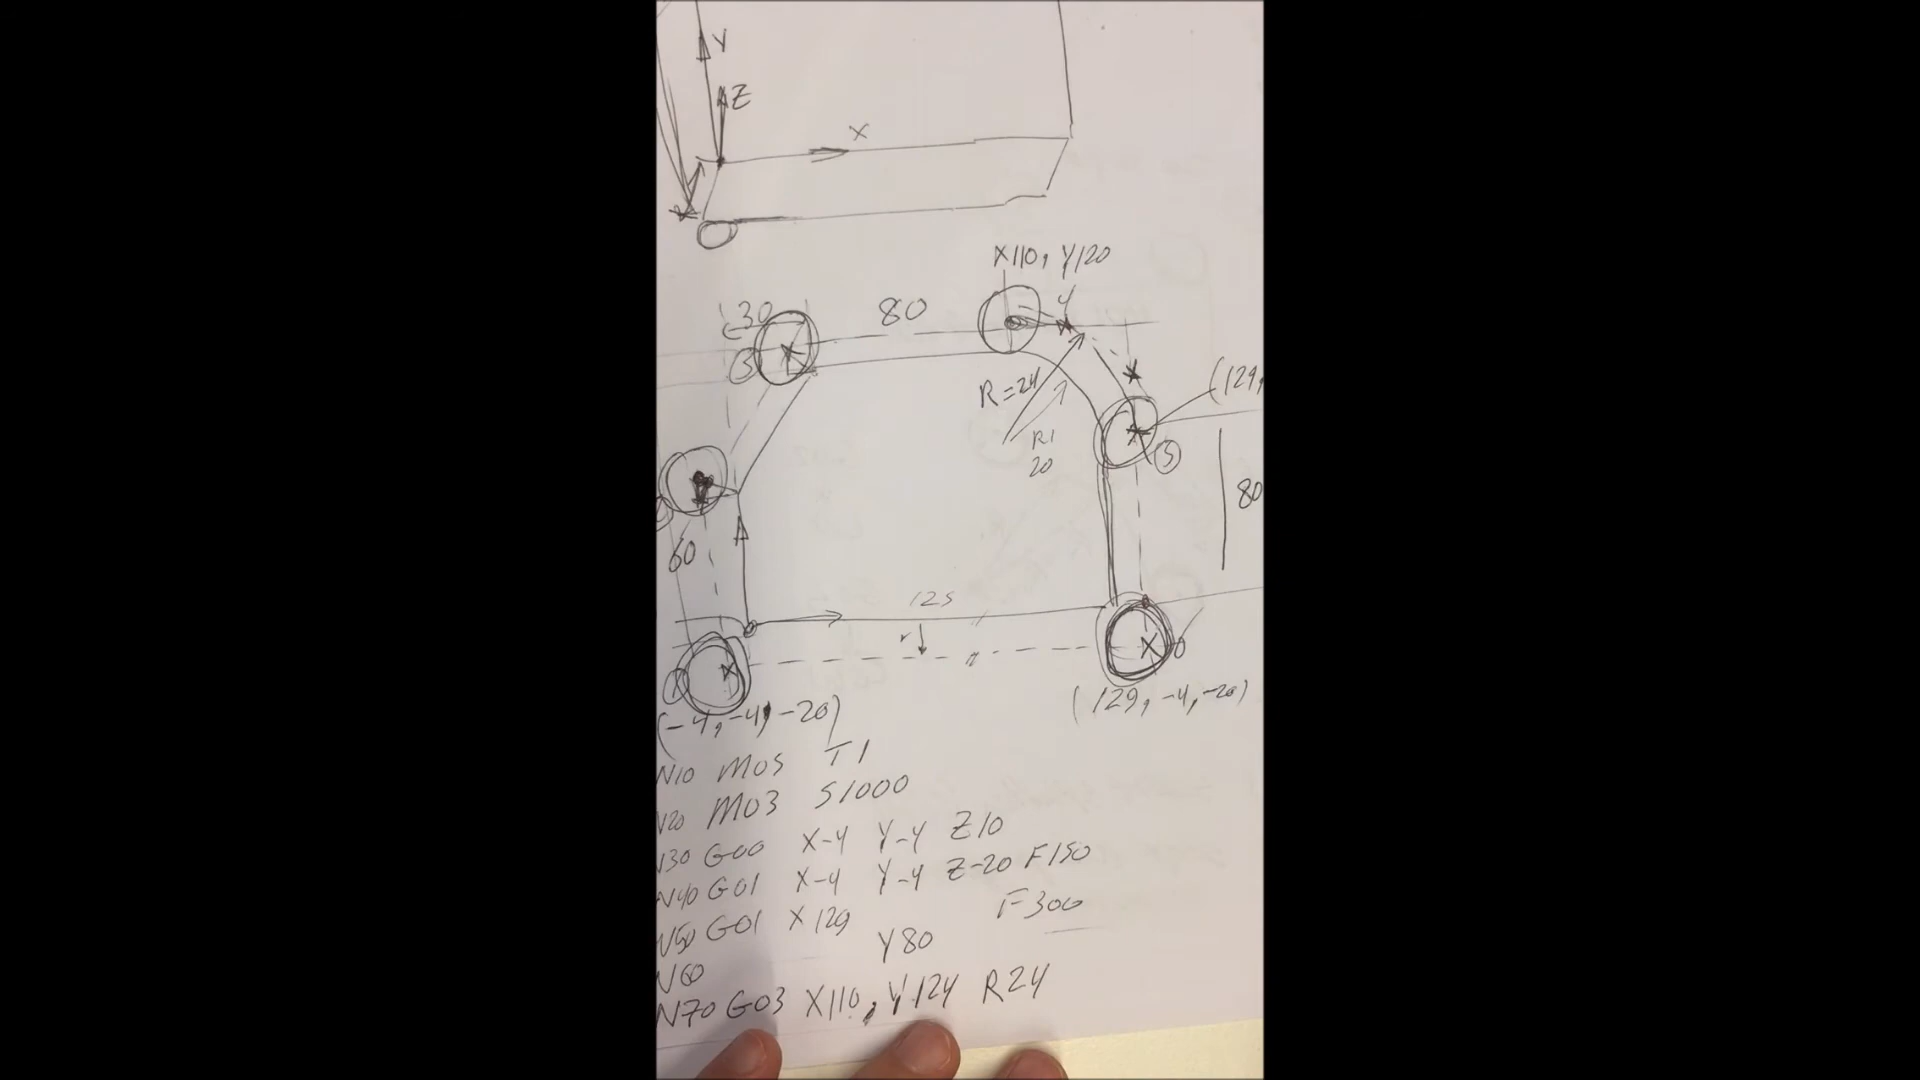 Y
Z
X
X110, Y120
30
80
4
3
R=24
(129,
R1
20
5
80
60
125
r
(129, -4, -20)
(-4, -4, -20)
N10 M05 T1
N20 M03 S1000
N30 G00 X-4 Y-4 Z10
N40 G01 X-4 Y-4 Z-20 F150
N50 G01 X129 F300
N60 Y80
N70 G03 X110, Y124 R24